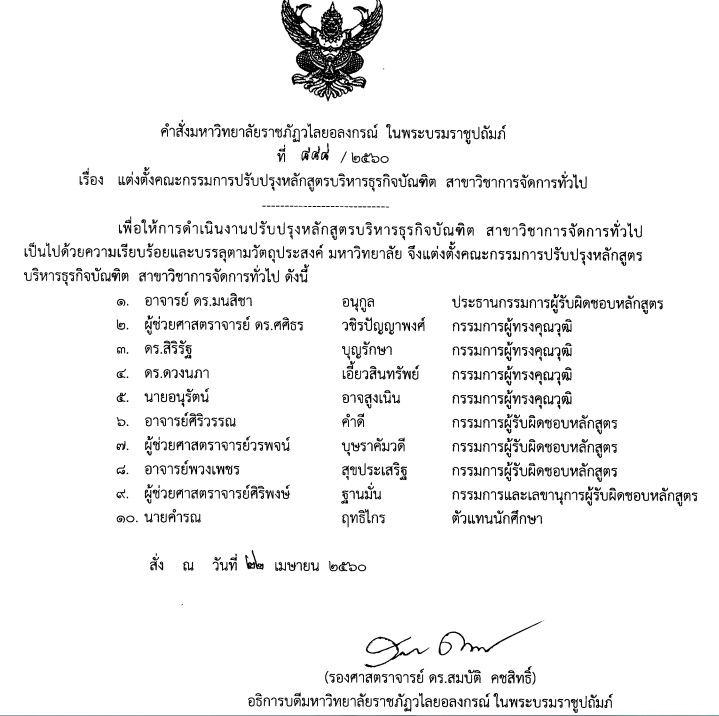 คำสั่งมหาวิทยาลัยราชภัฏวไลยอลงกรณ์ ในพระบรมราชูปถัมภ์
ที่ /๒๕๖๐
เรื่อง แต่งตั้งคณะกรรมการปรับปรุงหลักสูตรบริหารธุรกิจบัณฑิต สาขาวิชาการจัดการทั่วไป
----------------------------
เพื่อให้การดำเนินงานปรับปรุงหลักสูตรบริหารธุรกิจบัณฑิต สาขาวิชาการจัดการทั่วไป
เป็นไปด้วยความเรียบร้อยและบรรลุตามวัตถุประสงค์ มหาวิทยาลัย จึงแต่งตั้งคณะกรรมการปรับปรุงหลักสูตร
บริหารธุรกิจบัณฑิต สาขาวิชาการจัดการทั่วไป ดังนี้
๑. อาจารย์ ดร.มนสิชา อนุกูล ประธานกรรมการผู้รับผิดชอบหลักสูตร
๒. ผู้ช่วยศาสตราจารย์ ดร.ศศิธร วชิรปัญญาพงศ์ กรรมการผู้ทรงคุณวุฒิ
๓. ดร.สิริรัฐ บุญรักษา กรรมการผู้ทรงคุณวุฒิ
๔. ดร.ดวงนภา เอี้ยวสินทรัพย์ กรรมการผู้ทรงคุณวุฒิ
๕. นายอนุรัตน์ อาจสูงเนิน กรรมการผู้ทรงคุณวุฒิ
๖. อาจารย์ศิริวรรณ คำดี กรรมการผู้รับผิดชอบหลักสูตร
๗. ผู้ช่วยศาสตราจารย์วรพจน์ บุษราคัมวดี กรรมการผู้รับผิดชอบหลักสูตร
๘. อาจารย์พวงเพชร สุขประเสริฐ กรรมการผู้รับผิดชอบหลักสูตร
๙. ผู้ช่วยศาสตราจารย์ศิริพงษ์ ฐานมั่น กรรมการและเลขานุการผู้รับผิดชอบหลักสูตร
๑๐. นายคำรณ ฤทธิไกร ตัวแทนนักศึกษา
สั่ง ณ วันที่ ๒๒ เมษายน ๒๕๖๐
(รองศาสตราจารย์ ดร.สมบัติ คชสิทธิ์)
อธิการบดีมหาวิทยาลัยราชภัฏวไลยอลงกรณ์ ในพระบรมราชูปถัมภ์